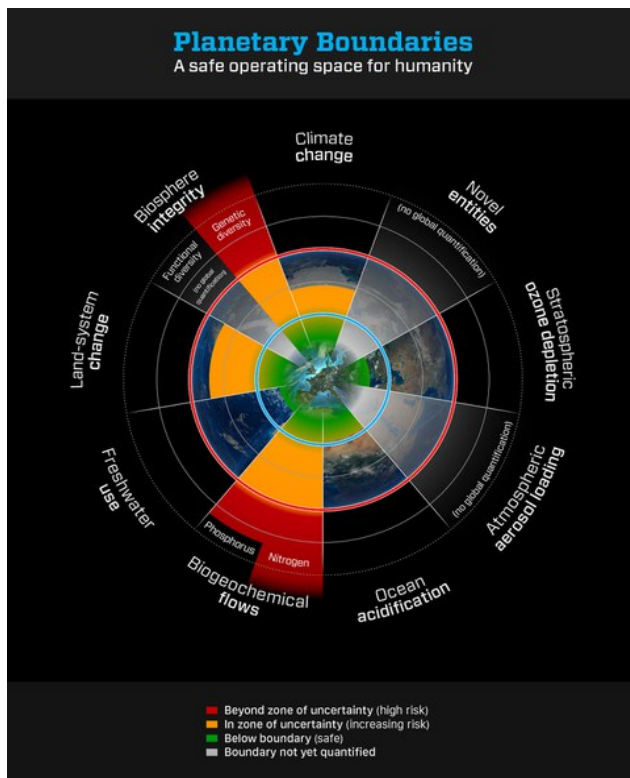 Planetary Boundaries
A safe operating space for humanity
Climate
change
Novel
entities
(no global quantification)
Stratospheric
ozone depletion
Atmospheric
aerosol loading
(no global quantification)
Ocean
acidification
Biogeochemical
flows
Phosphorus
Nitrogen
Freshwater
use
Land-system
change
Biosphere
integrity
Functional
diversity
(no global
quantification)
Genetic
diversity
Beyond zone of uncertainty (high risk)
In zone of uncertainty (increasing risk)
Below boundary (safe)
Boundary not yet quantified